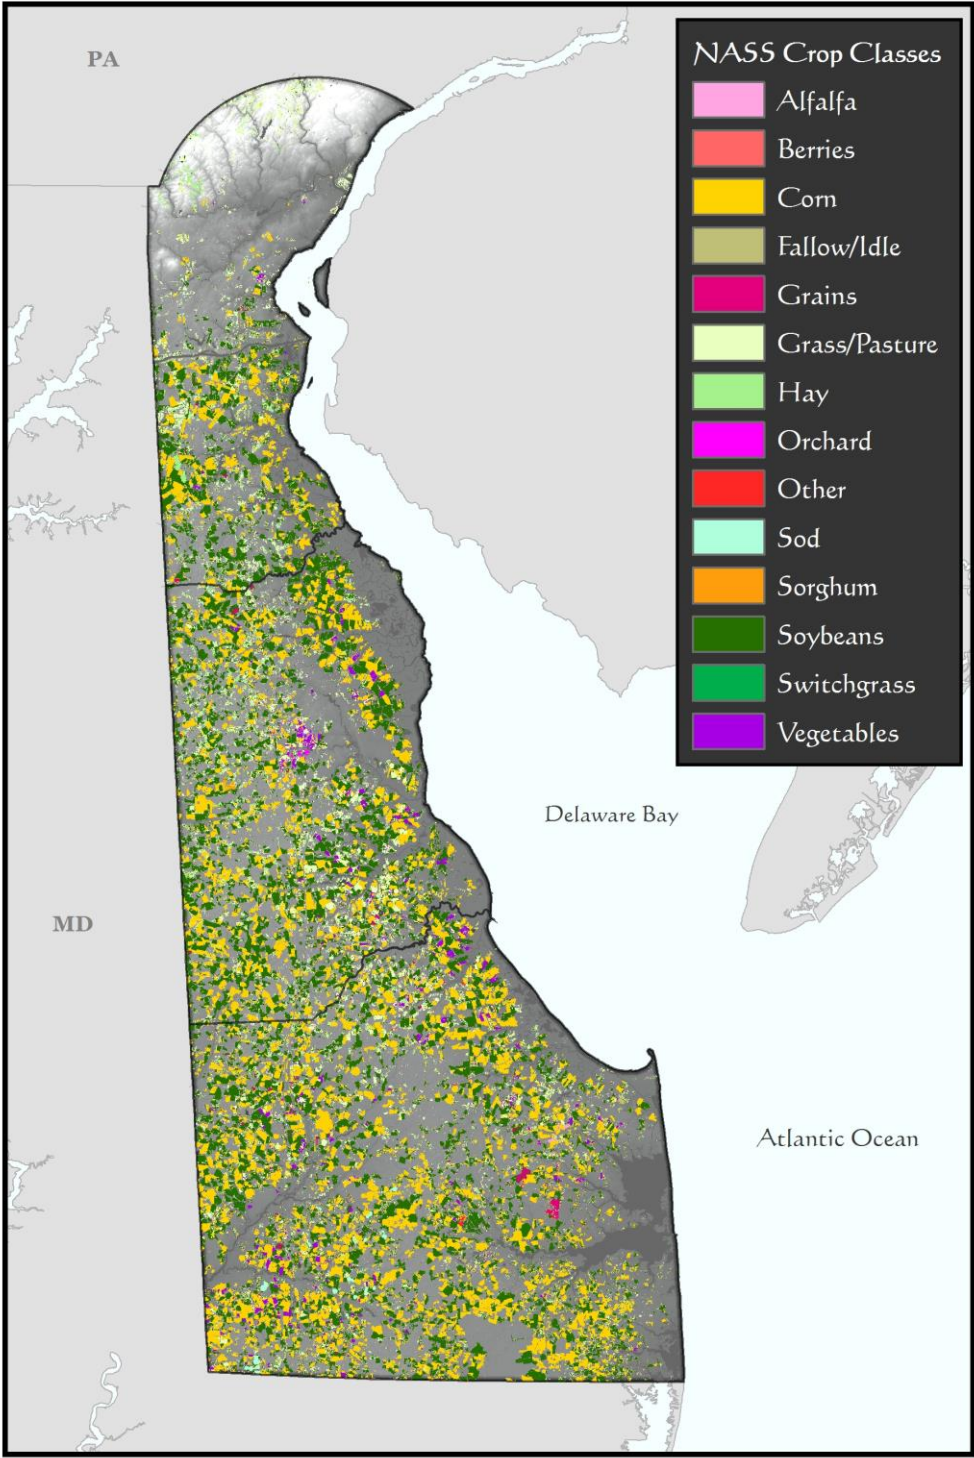 PA
NASS Crop Classes
Alfalfa
Berries
Corn
Fallow/Idle
Grains
Grass/Pasture
Hay
Orchard
Other
Sod
Sorghum
Soybeans
Switchgrass
Vegetables
Delaware Bay
MD
Atlantic Ocean